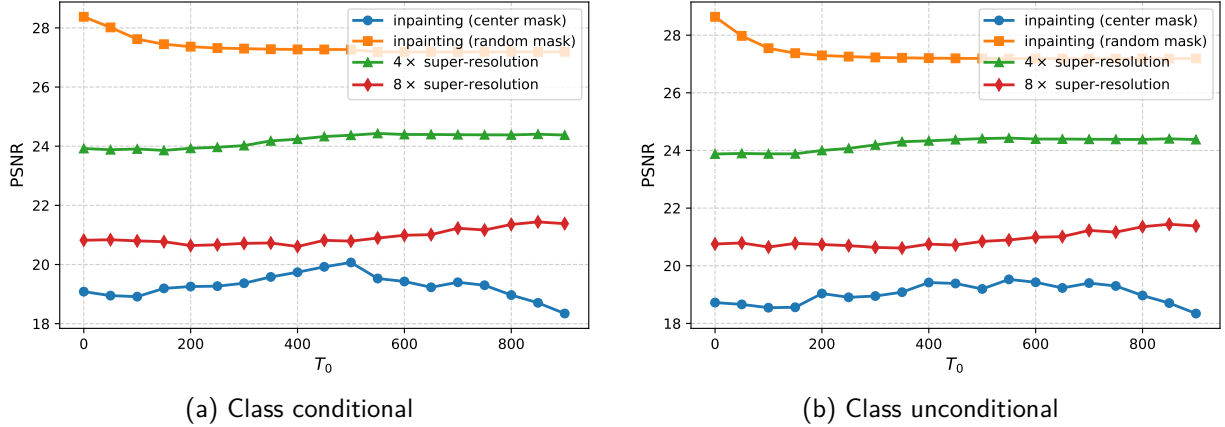 28
26
24
22
20
18
PSNR
0
200
400
600
800
T₀
inpainting (center mask)
inpainting (random mask)
4× super-resolution
8× super-resolution
(a) Class conditional
28
26
24
22
20
18
PSNR
0
200
400
600
800
T₀
inpainting (center mask)
inpainting (random mask)
4× super-resolution
8× super-resolution
(b) Class unconditional